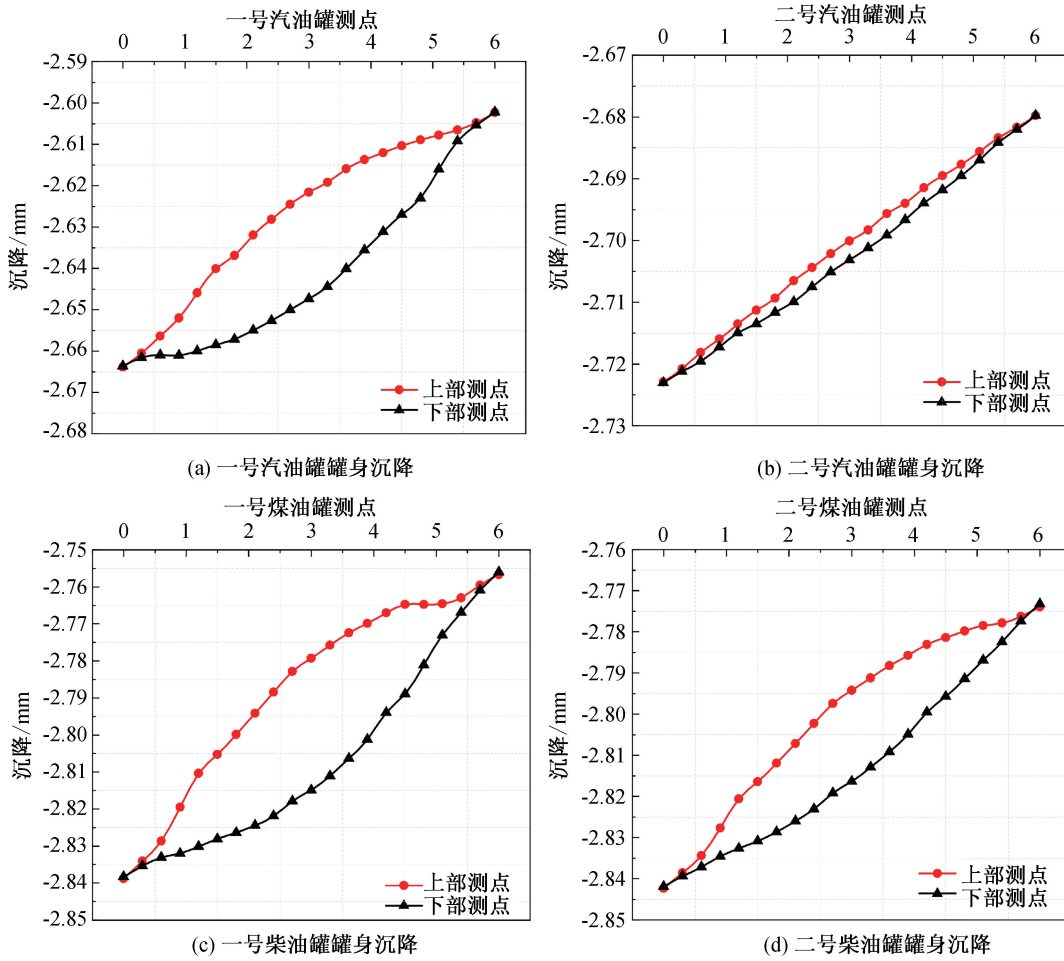 一号汽油罐测点
0 1 2 3 4 5 6
-2.59
-2.60
-2.61
-2.62
-2.63
-2.64
-2.65
-2.66
-2.67
-2.68
沉降/mm
上部测点
下部测点
(a) 一号汽油罐罐身沉降
二号汽油罐测点
0 1 2 3 4 5 6
-2.67
-2.68
-2.69
-2.70
-2.71
-2.72
-2.73
沉降/mm
上部测点
下部测点
(b) 二号汽油罐罐身沉降
一号煤油罐测点
0 1 2 3 4 5 6
-2.75
-2.76
-2.77
-2.78
-2.79
-2.80
-2.81
-2.82
-2.83
-2.84
-2.85
沉降/mm
上部测点
下部测点
(c) 一号柴油罐罐身沉降
二号煤油罐测点
0 1 2 3 4 5 6
-2.76
-2.77
-2.78
-2.79
-2.80
-2.81
-2.82
-2.83
-2.84
-2.85
沉降/mm
上部测点
下部测点
(d) 二号柴油罐罐身沉降